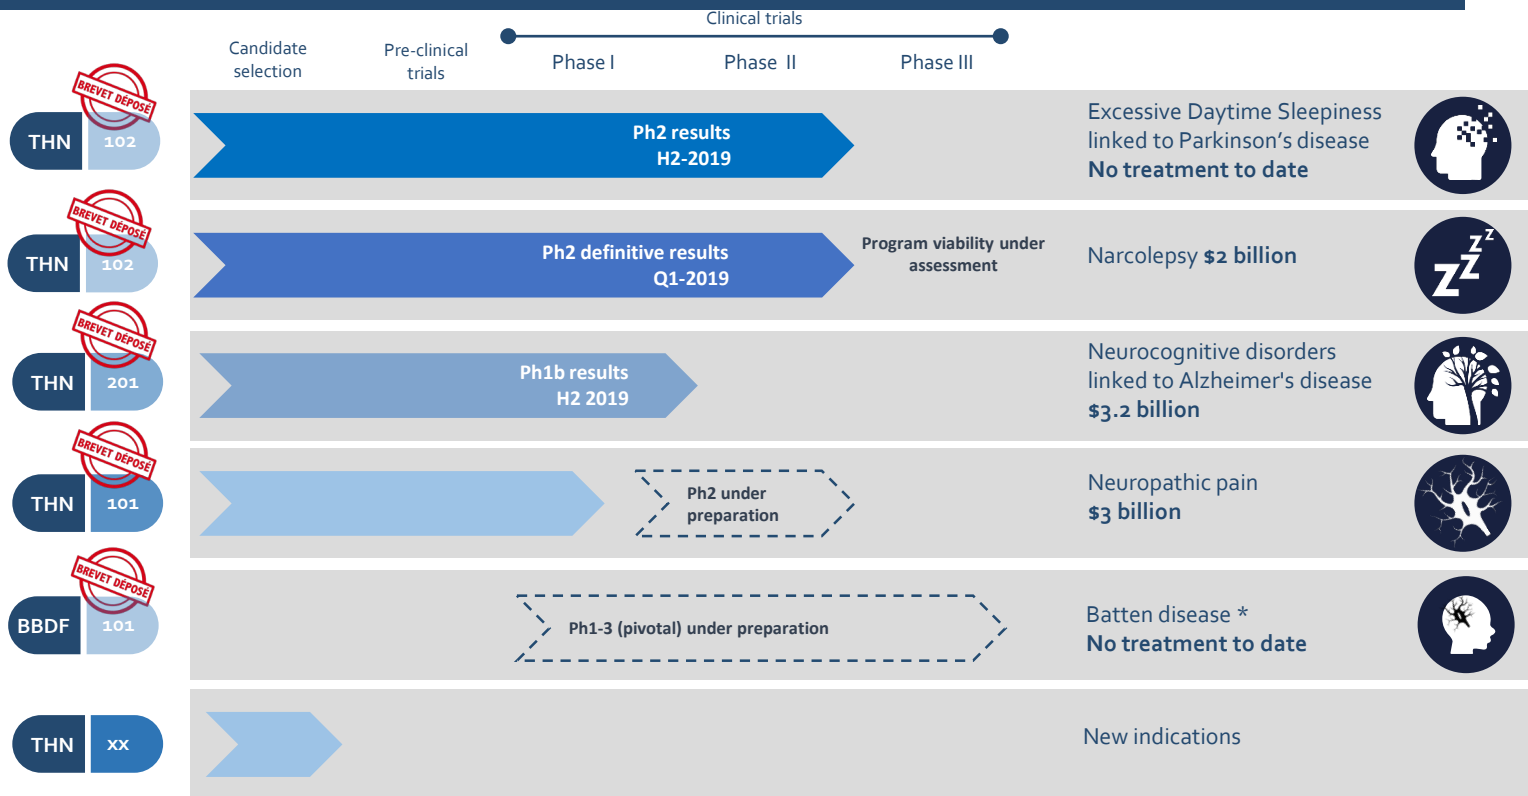 Clinical trials
Candidate
selection
Pre-clinical
trials
Phase I
Phase II
Phase III
BREVET DÉPOSÉ
THN
102
Ph2 results
H2-2019
Excessive Daytime Sleepiness
linked to Parkinson’s disease
No treatment to date
BREVET DÉPOSÉ
THN
102
Ph2 definitive results
Q1-2019
Program viability under
assessment
Narcolepsy $2 billion
zzz
BREVET DÉPOSÉ
THN
201
Ph1b results
H2 2019
Neurocognitive disorders
linked to Alzheimer's disease
$3.2 billion
BREVET DÉPOSÉ
THN
101
Ph2 under
preparation
Neuropathic pain
$3 billion
BREVET DÉPOSÉ
BBDF
101
Ph1-3 (pivotal) under preparation
Batten disease *
No treatment to date
THN
xx
New indications